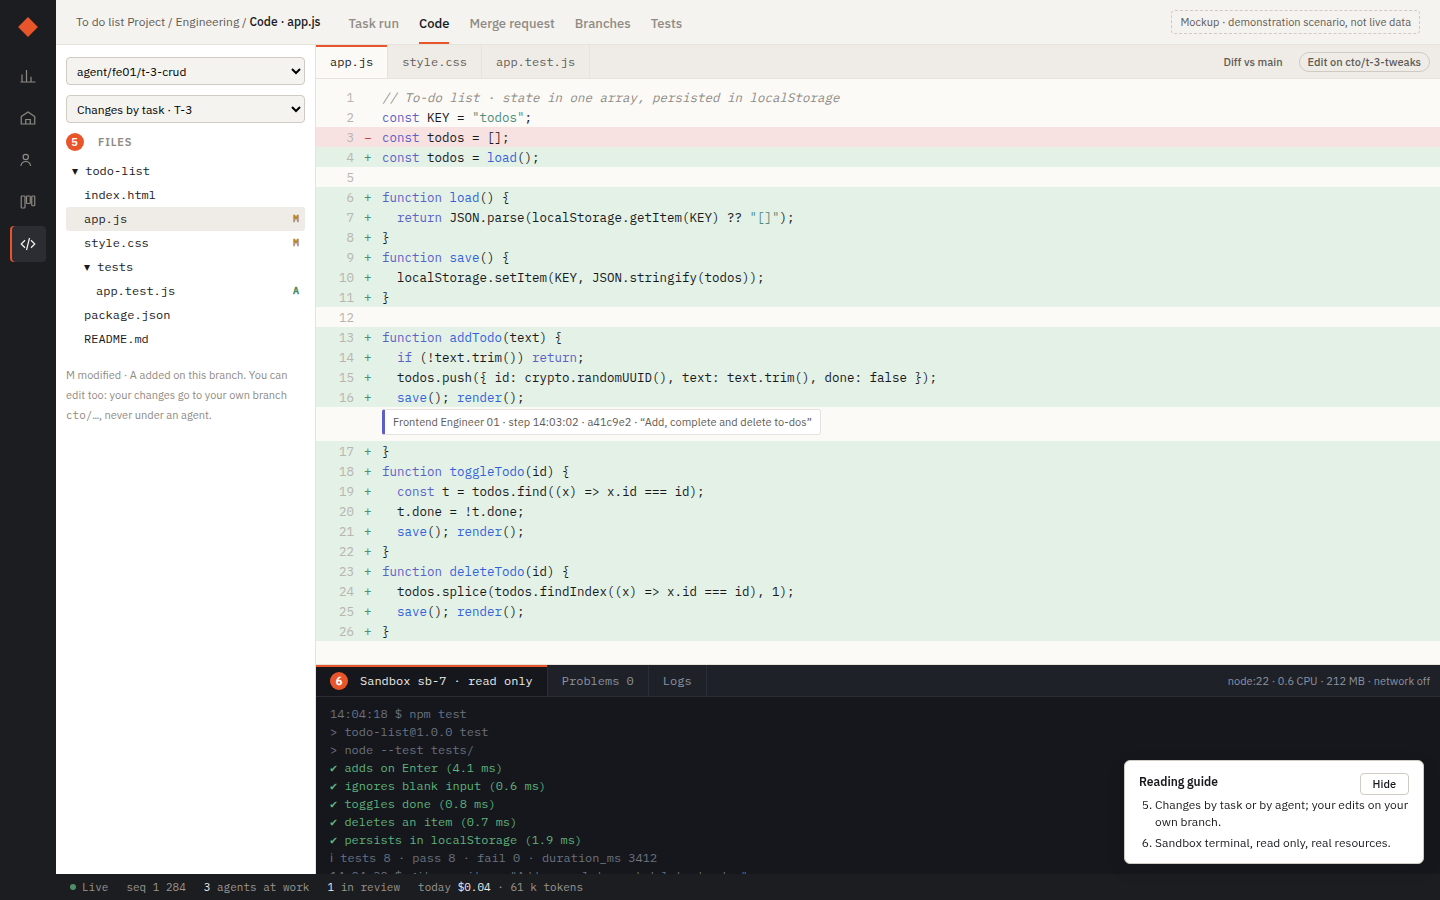 To do list Project / Engineering / Code · app.js
Task run
Code
Merge request
Branches
Tests
Mockup · demonstration scenario, not live data
agent/fe01/t-3-crud
Changes by task · T-3
5 FILES
▾ todo-list
index.html
app.js M
style.css M
▾ tests
app.test.js A
package.json
README.md
M modified · A added on this branch. You can
edit too: your changes go to your own branch
cto/…, never under an agent.
app.js
style.css
app.test.js
Diff vs main
Edit on cto/t-3-tweaks
1 // To-do list · state in one array, persisted in localStorage
2 const KEY = "todos";
3 − const todos = [];
4 + const todos = load();
5
6 + function load() {
7 + return JSON.parse(localStorage.getItem(KEY) ?? "[]");
8 + }
9 + function save() {
10 + localStorage.setItem(KEY, JSON.stringify(todos));
11 + }
12
13 + function addTodo(text) {
14 + if (!text.trim()) return;
15 + todos.push({ id: crypto.randomUUID(), text: text.trim(), done: false });
16 + save(); render();
Frontend Engineer 01 · step 14:03:02 · a41c9e2 · “Add, complete and delete to-dos”
17 + }
18 + function toggleTodo(id) {
19 + const t = todos.find((x) => x.id === id);
20 + t.done = !t.done;
21 + save(); render();
22 + }
23 + function deleteTodo(id) {
24 + todos.splice(todos.findIndex((x) => x.id === id), 1);
25 + save(); render();
26 + }
6 Sandbox sb-7 · read only
Problems 0
Logs
node:22 · 0.6 CPU · 212 MB · network off
14:04:18 $ npm test
> todo-list@1.0.0 test
> node --test tests/
✔ adds on Enter (4.1 ms)
✔ ignores blank input (0.6 ms)
✔ toggles done (0.8 ms)
✔ deletes an item (0.7 ms)
✔ persists in localStorage (1.9 ms)
ℹ tests 8 · pass 8 · fail 0 · duration_ms 3412
Reading guide
Hide
5. Changes by task or by agent; your edits on your
own branch.
6. Sandbox terminal, read only, real resources.
Live
seq 1 284
3 agents at work
1 in review
today $0.04 · 61 k tokens